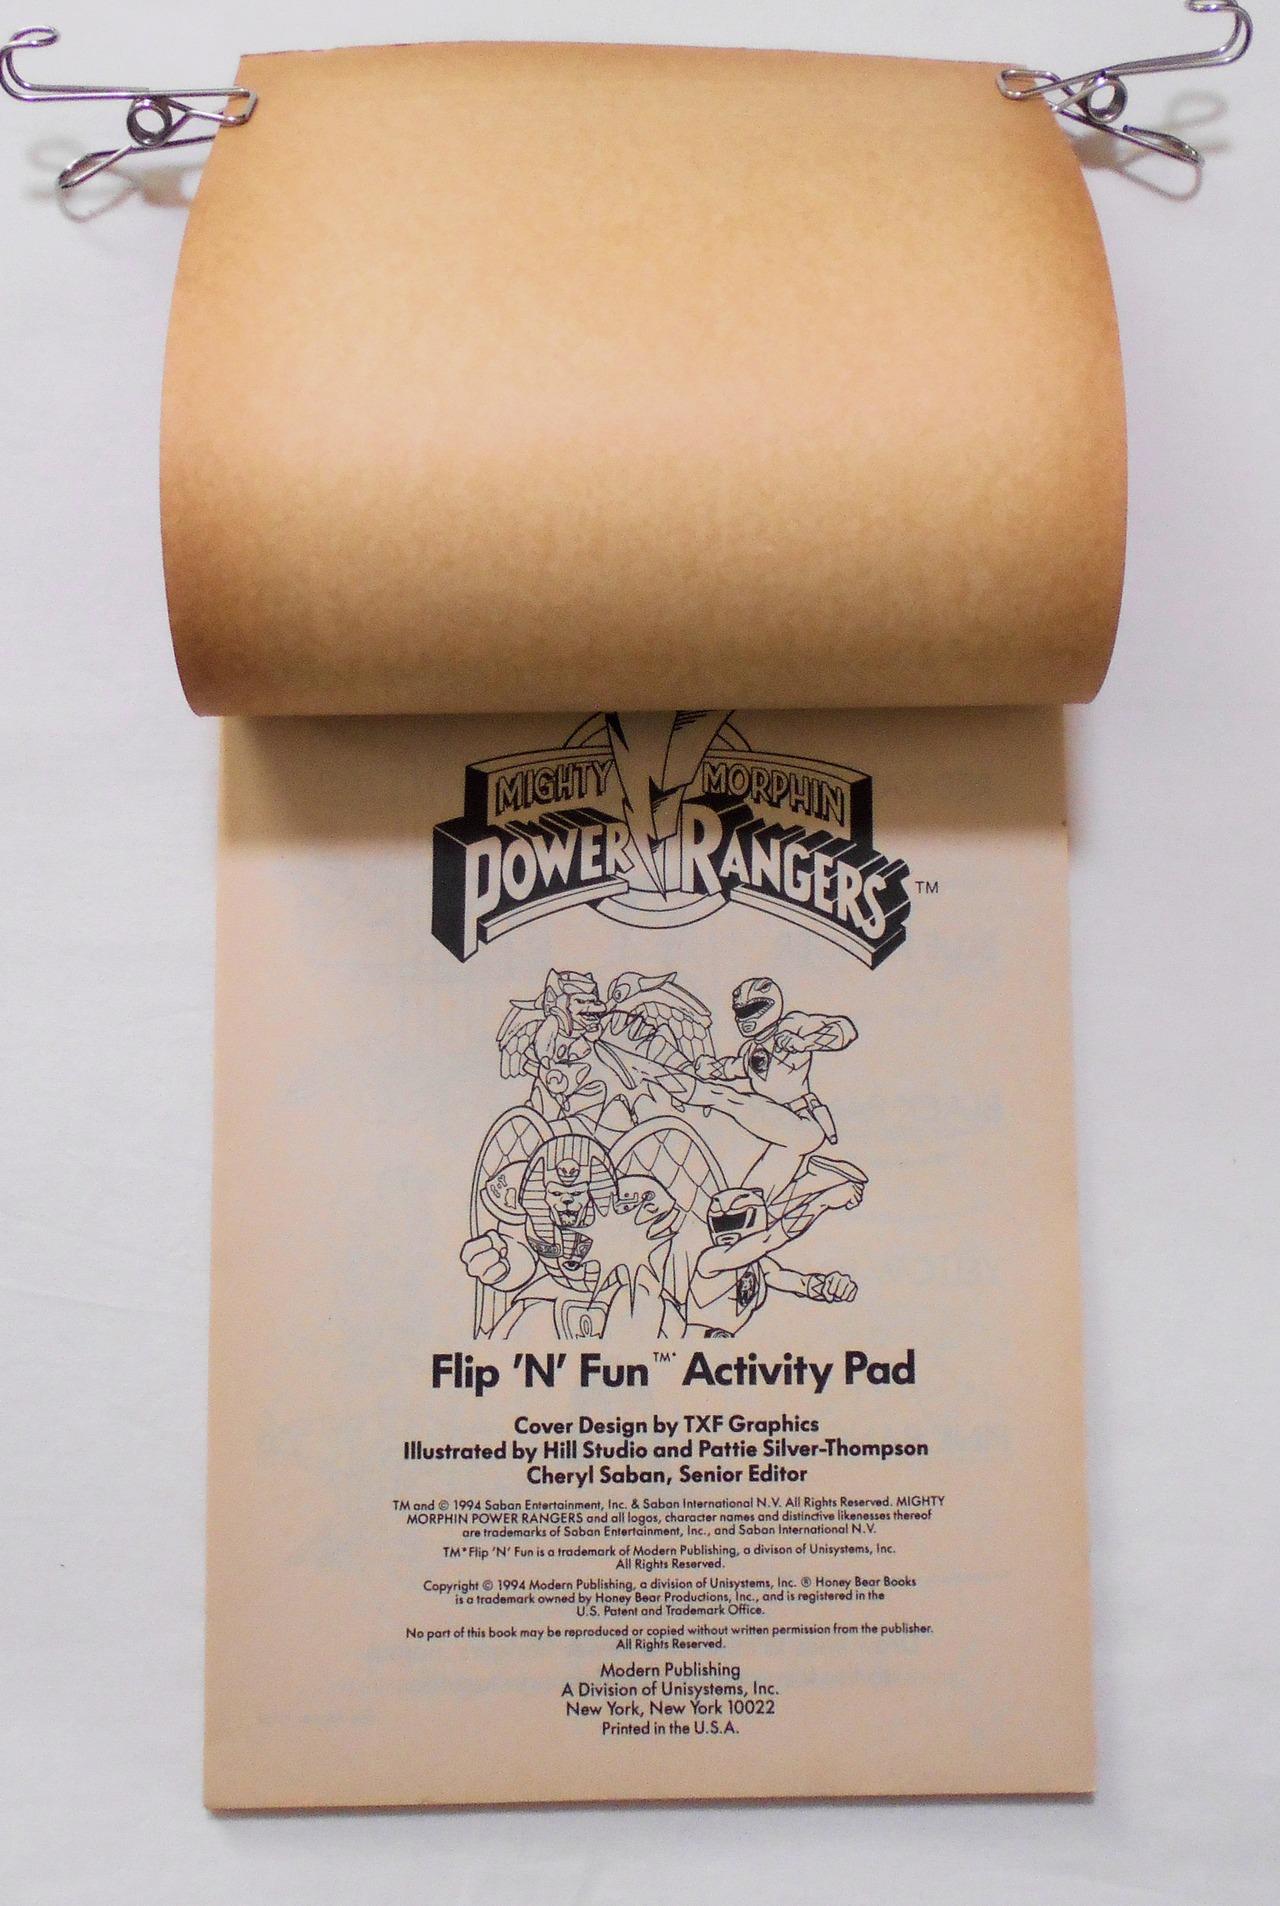 MIGHTY MORPHIN
POWER RANGERS TM
Flip 'N' Fun™* Activity Pad
Cover Design by TXF Graphics
Illustrated by Hill Studio and Pattie Silver-Thompson
Cheryl Saban, Senior Editor
TM and © 1994 Saban Entertainment, Inc. & Saban International N.V. All Rights Reserved. MIGHTY
MORPHIN POWER RANGERS and all logos, character names and distinctive likenesses thereof
are trademarks of Saban Entertainment, Inc., and Saban International N.V.
TM*Flip 'N' Fun is a trademark of Modern Publishing, a divison of Unisystems, Inc.
All Rights Reserved.
Copyright © 1994 Modern Publishing, a division of Unisystems, Inc. ® Honey Bear Books
is a trademark owned by Honey Bear Productions, Inc., and is registered in the
U.S. Patent and Trademark Office.
No part of this book may be reproduced or copied without written permission from the publisher.
All Rights Reserved.
Modern Publishing
A Division of Unisystems, Inc.
New York, New York 10022
Printed in the U.S.A.